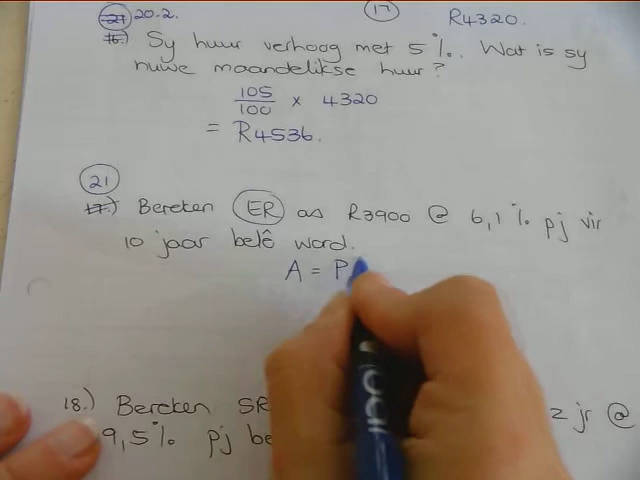 21 20.2. 17 R4320.
16.) Sy huur verhoog met 5%. Wat is sy
nuwe maandelikse huur?
105/100 x 4320
= R4536.
21
17.) Bereken ER as R3900 @ 6,1% pj vir
10 jaar belê word.
A = P
18.) Bereken SR 2 jr @
9,5% pj be